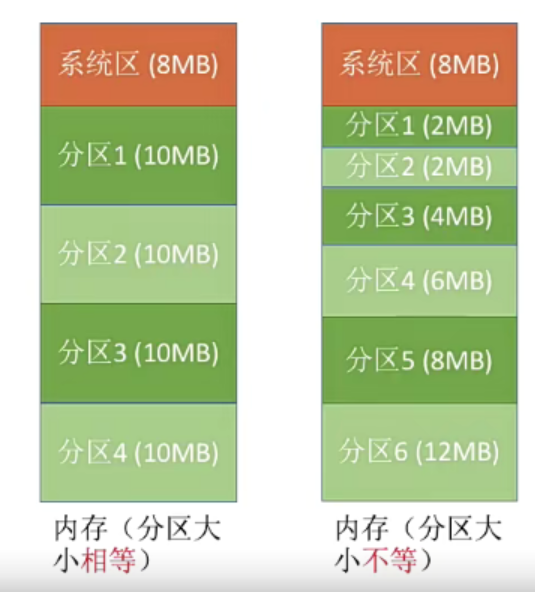 系统区 (8MB)
分区1 (10MB)
分区2 (10MB)
分区3 (10MB)
分区4 (10MB)
内存（分区大
小相等）
系统区 (8MB)
分区1 (2MB)
分区2 (2MB)
分区3 (4MB)
分区4 (6MB)
分区5 (8MB)
分区6 (12MB)
内存（分区大
小不等）